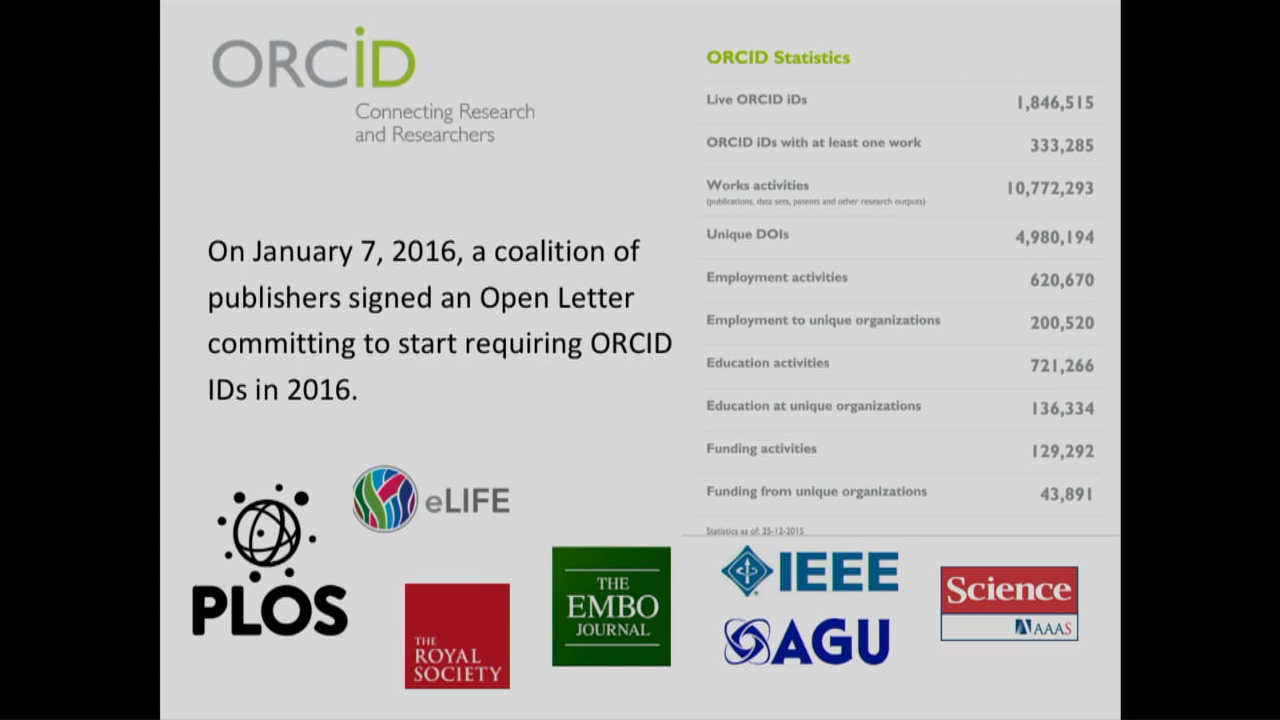 ORCiD
Connecting Research
and Researchers
On January 7, 2016, a coalition of
publishers signed an Open Letter
committing to start requiring ORCID
IDs in 2016.
ORCID Statistics
Live ORCID iDs 1,846,515
ORCID iDs with at least one work 333,285
Works activities 10,772,293
(publications, data sets, patents and other research outputs)
Unique DOIs 4,980,194
Employment activities 620,670
Employment to unique organizations 200,520
Education activities 721,266
Education at unique organizations 136,334
Funding activities 129,292
Funding from unique organizations 43,891
Statistics as of: 25-12-2015
PLOS
eLIFE
THE
ROYAL
SOCIETY
THE
EMBO
JOURNAL
IEEE
AGU
Science
AAAS